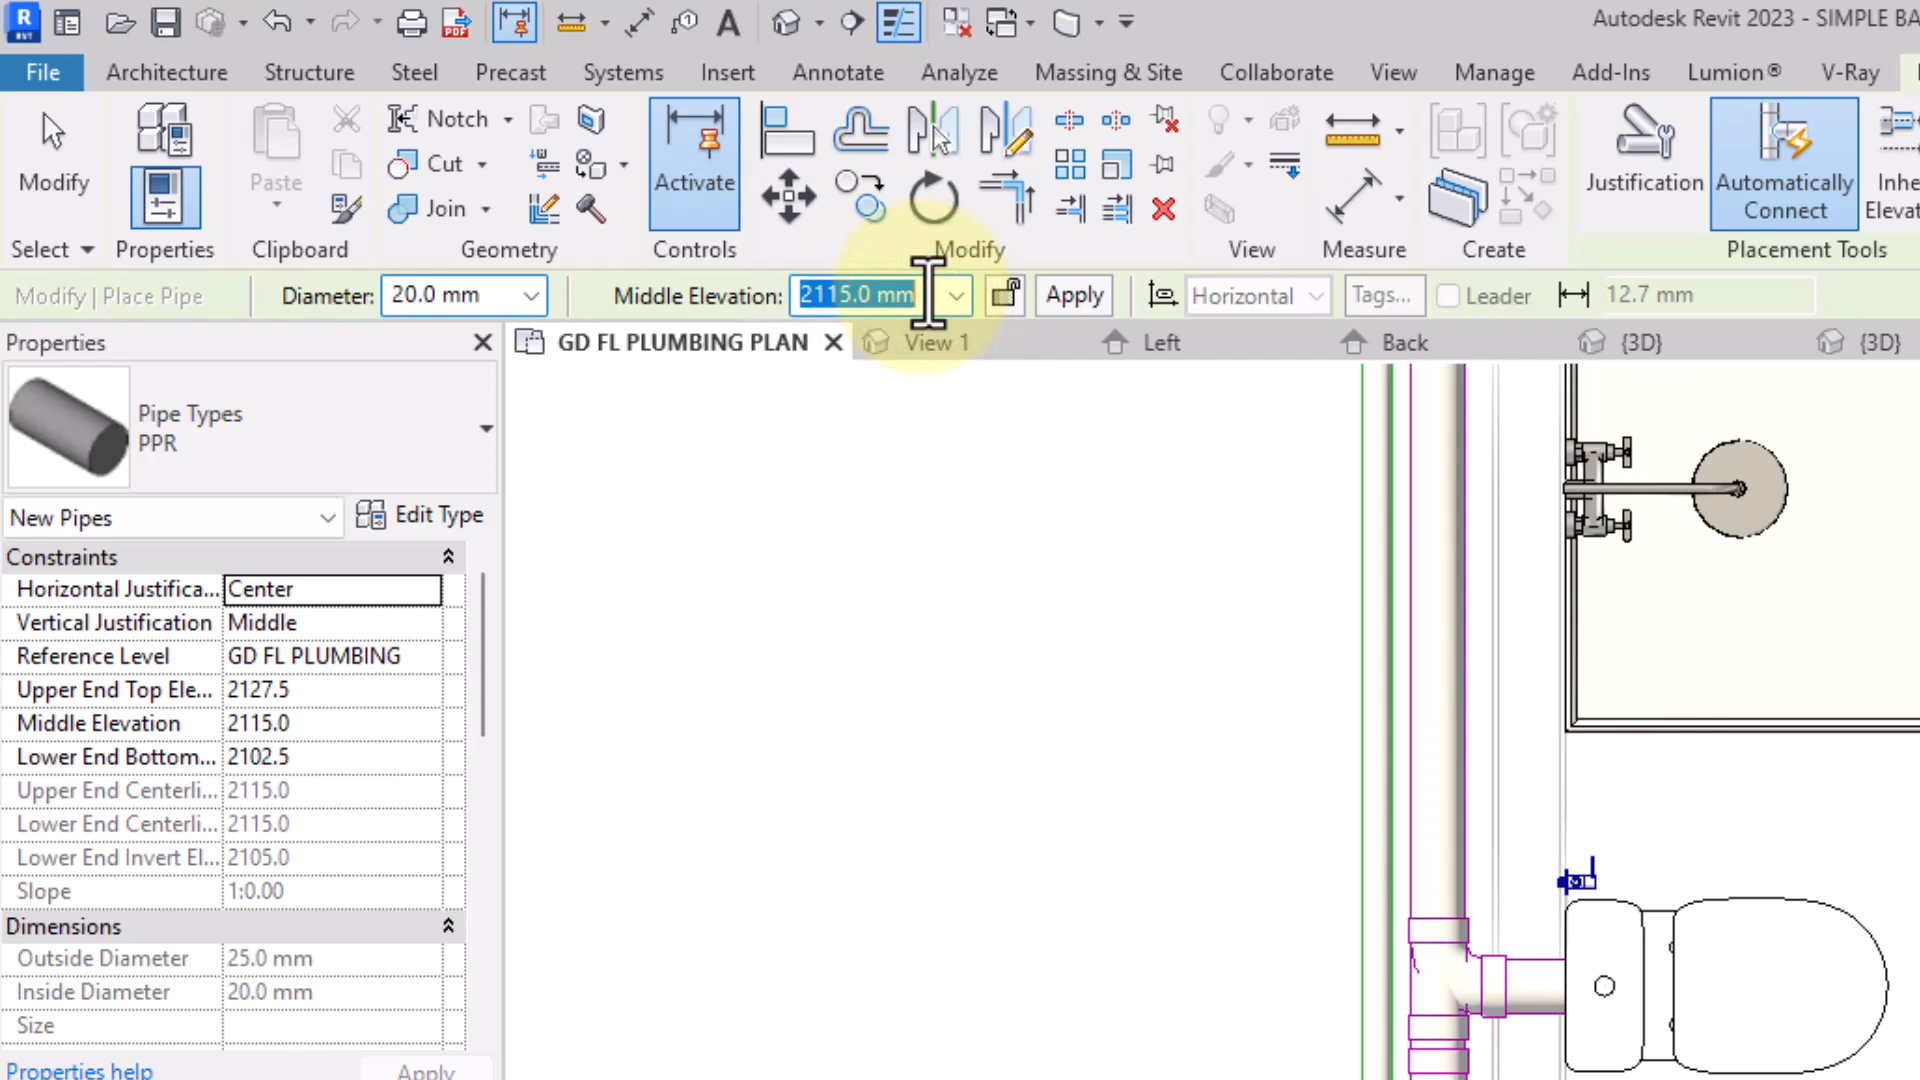 Autodesk Revit 2023 - SIMPLE BA
R
RVT
PDF
A
File Architecture Structure Steel Precast Systems Insert Annotate Analyze Massing & Site Collaborate View Manage Add-Ins Lumion® V-Ray
Modify
Paste
Notch
Cut
Join
Activate
Justification
Automatically
Connect
Inhe
Elevat
Select Properties Clipboard Geometry Controls Modify View Measure Create Placement Tools
Modify | Place Pipe Diameter: 20.0 mm Middle Elevation: 2115.0 mm Apply Horizontal Tags... Leader 12.7 mm
Properties
GD FL PLUMBING PLAN View 1 Left Back {3D} {3D}
Pipe Types
PPR
New Pipes Edit Type
Constraints
Horizontal Justifica... Center
Vertical Justification Middle
Reference Level GD FL PLUMBING
Upper End Top Ele... 2127.5
Middle Elevation 2115.0
Lower End Bottom... 2102.5
Upper End Centerli... 2115.0
Lower End Centerli... 2115.0
Lower End Invert El... 2105.0
Slope 1:0.00
Dimensions
Outside Diameter 25.0 mm
Inside Diameter 20.0 mm
Size
Properties help Apply